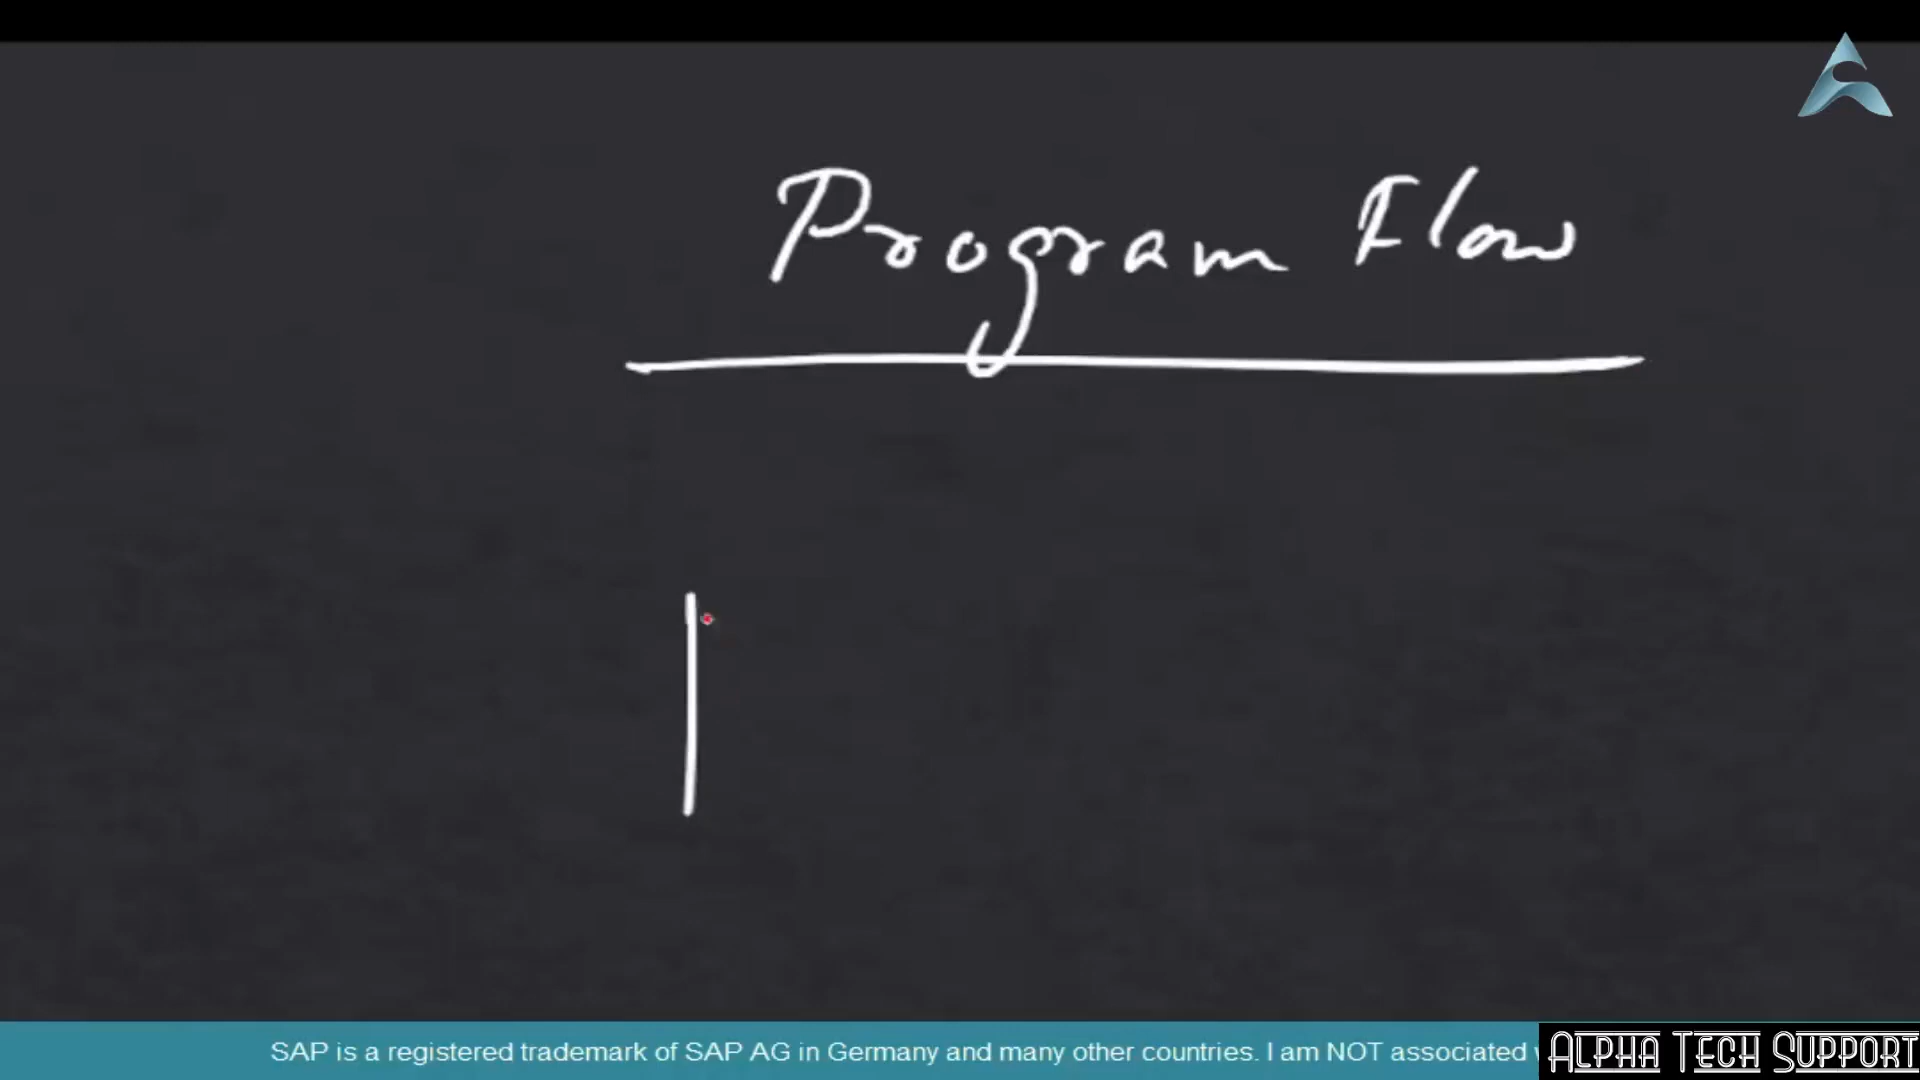 Program Flow
SAP is a registered trademark of SAP AG in Germany and many other countries. I am NOT associated
ALPHA TECH SUPPORT